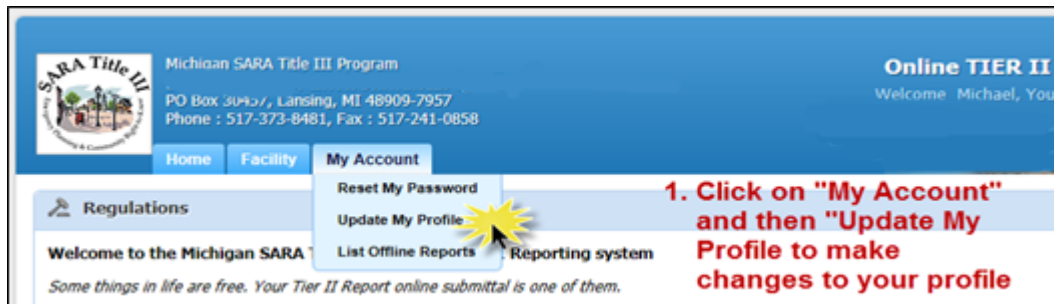 SARA Title III
Michigan SARA Title III Program
PO Box 30457, Lansing, MI 48909-7957
Phone : 517-373-8481, Fax : 517-241-0858
Online TIER II
Welcome Michael, You
Home Facility My Account
Reset My Password
Update My Profile
List Offline Reports
1. Click on "My Account"
and then "Update My
Profile to make
changes to your profile
Regulations
Welcome to the Michigan SARA T Reporting system
Some things in life are free. Your Tier II Report online submittal is one of them.